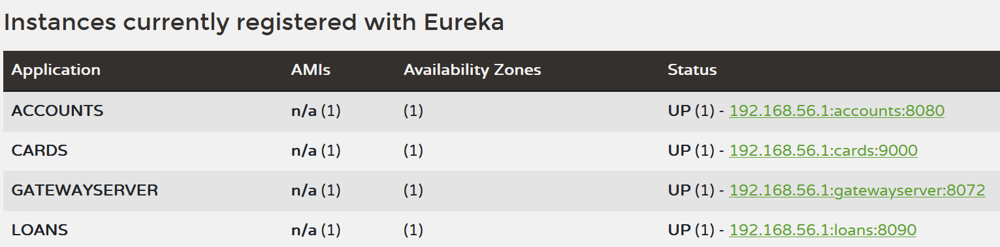 Instances currently registered with Eureka
Application AMIs Availability Zones Status
ACCOUNTS n/a (1) (1) UP (1) - 192.168.56.1:accounts:8080
CARDS n/a (1) (1) UP (1) - 192.168.56.1:cards:9000
GATEWAYSERVER n/a (1) (1) UP (1) - 192.168.56.1:gatewayserver:8072
LOANS n/a (1) (1) UP (1) - 192.168.56.1:loans:8090